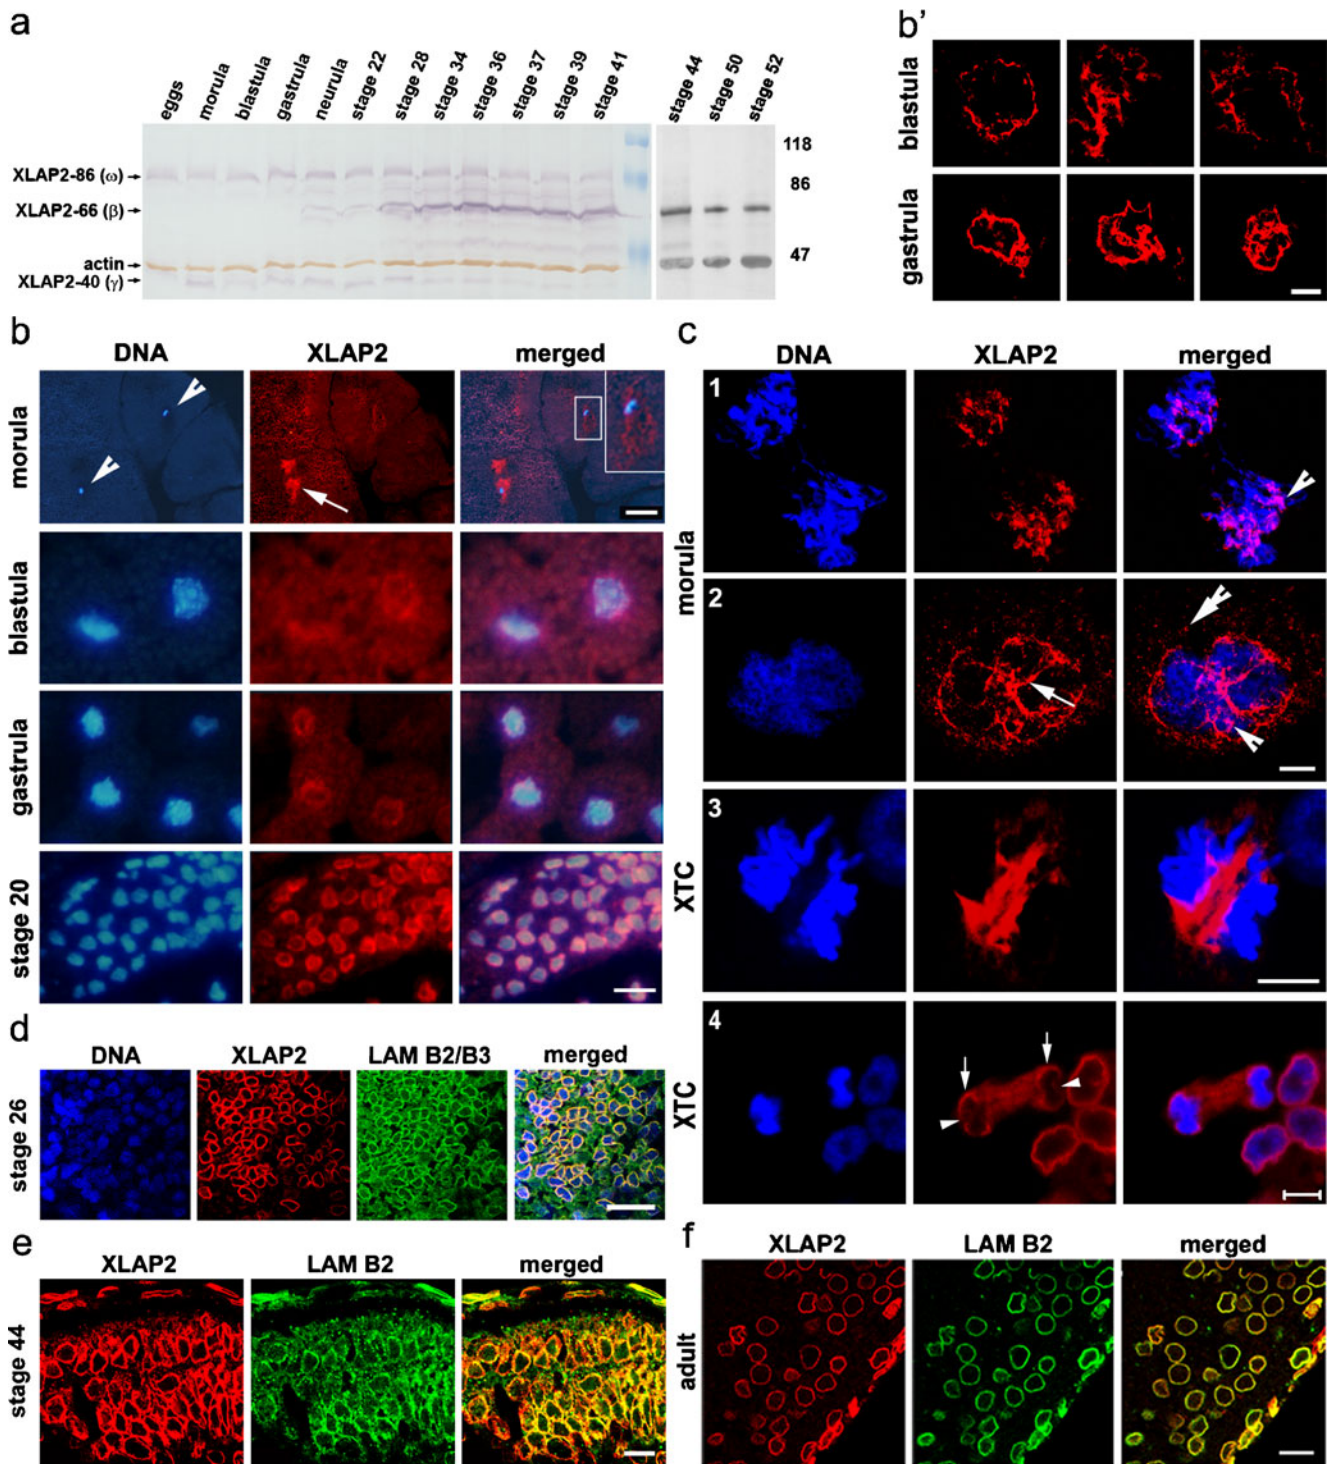 a
eggs
morula
blastula
gastrula
neurula
stage 22
stage 28
stage 34
stage 36
stage 37
stage 39
stage 41
stage 44
stage 50
stage 52
XLAP2-86 (ω)
XLAP2-66 (β)
actin
XLAP2-40 (γ)
118
86
47
b’
blastula
gastrula
b
DNA XLAP2 merged
morula
blastula
gastrula
stage 20
c
DNA XLAP2 merged
morula
1
2
XTC
3
XTC
4
d
DNA XLAP2 LAM B2/B3 merged
stage 26
e
XLAP2 LAM B2 merged
stage 44
f
XLAP2 LAM B2 merged
adult